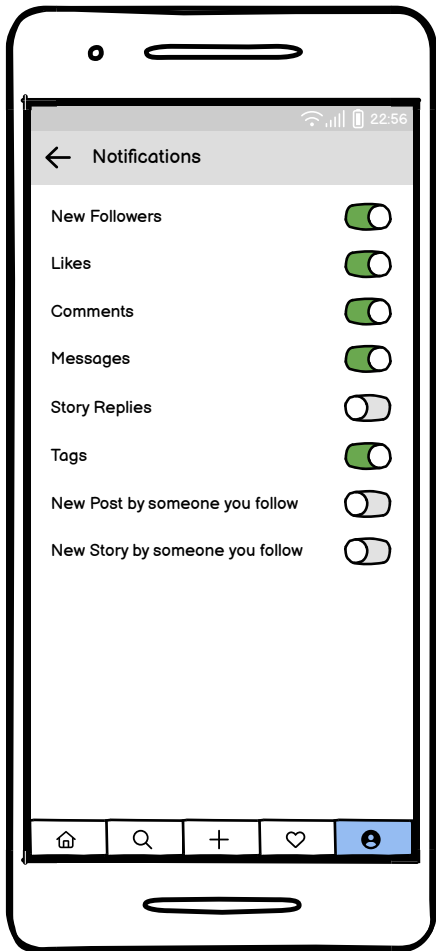 22:56
Notifications
New Followers
Likes
Comments
Messages
Story Replies
Tags
New Post by someone you follow
New Story by someone you follow